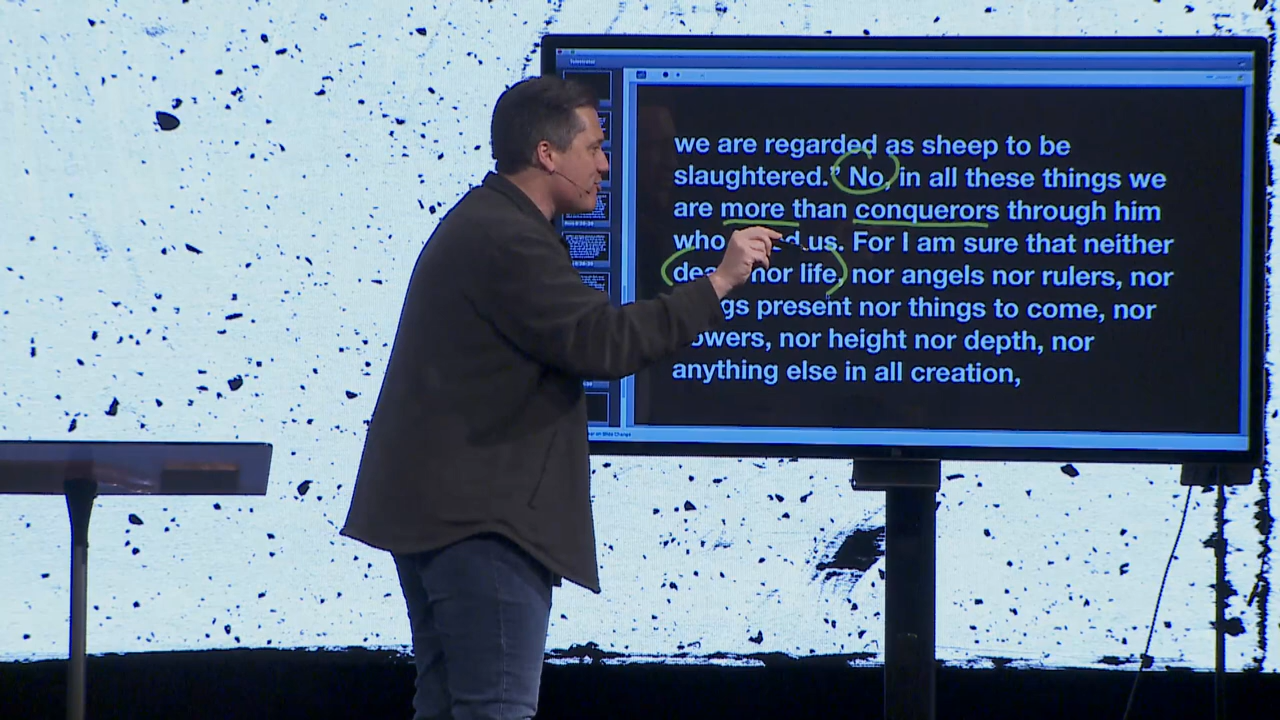 we are regarded as sheep to be
slaughtered.” No, in all these things we
are more than conquerors through him
who us. For I am sure that neither
nor life, nor angels nor rulers, nor
present nor things to come, nor
nor height nor depth, nor
anything else in all creation,